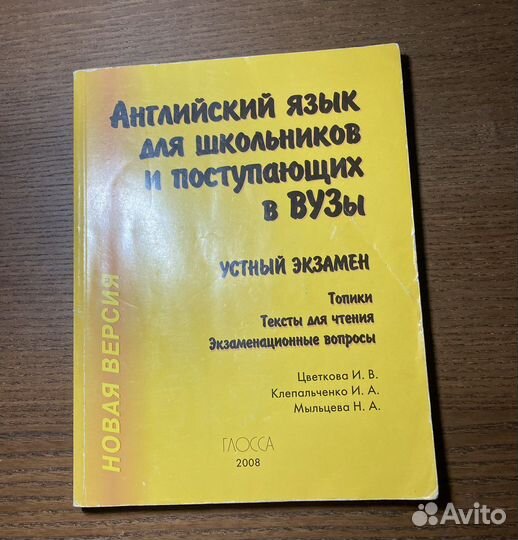 Английский язык
для школьников
и поступающих
в ВУЗы
УСТНЫЙ ЭКЗАМЕН
Топики
Тексты для чтения
Экзаменационные вопросы
Цветкова И. В.
Клепальченко И. А.
Мыльцева Н. А.
ГЛОССА
2008
НОВАЯ ВЕРСИЯ
Avito